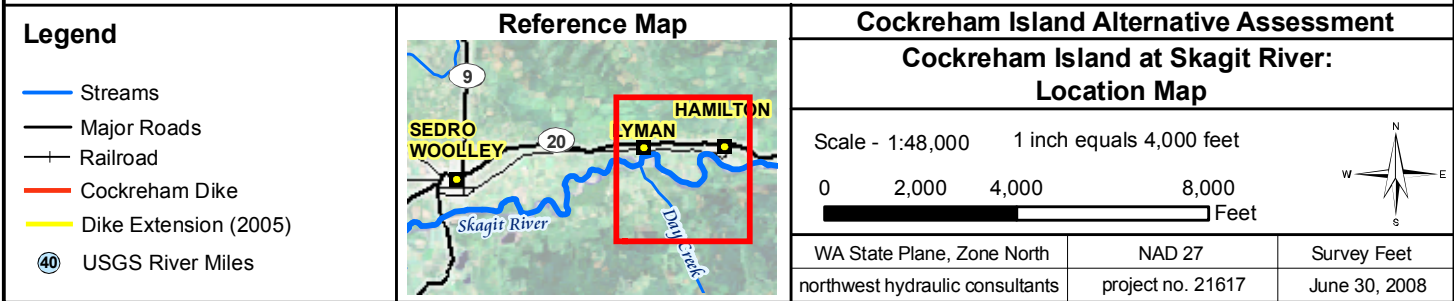 Legend
Streams
Major Roads
Railroad
Cockreham Dike
Dike Extension (2005)
40 USGS River Miles
Reference Map
9
HAMILTON
SEDRO
WOOLLEY
20
LYMAN
Skagit River
Day Creek
Cockreham Island Alternative Assessment
Cockreham Island at Skagit River:
Location Map
Scale - 1:48,000 1 inch equals 4,000 feet
0 2,000 4,000 8,000
Feet
N
W E
S
WA State Plane, Zone North NAD 27 Survey Feet
northwest hydraulic consultants project no. 21617 June 30, 2008